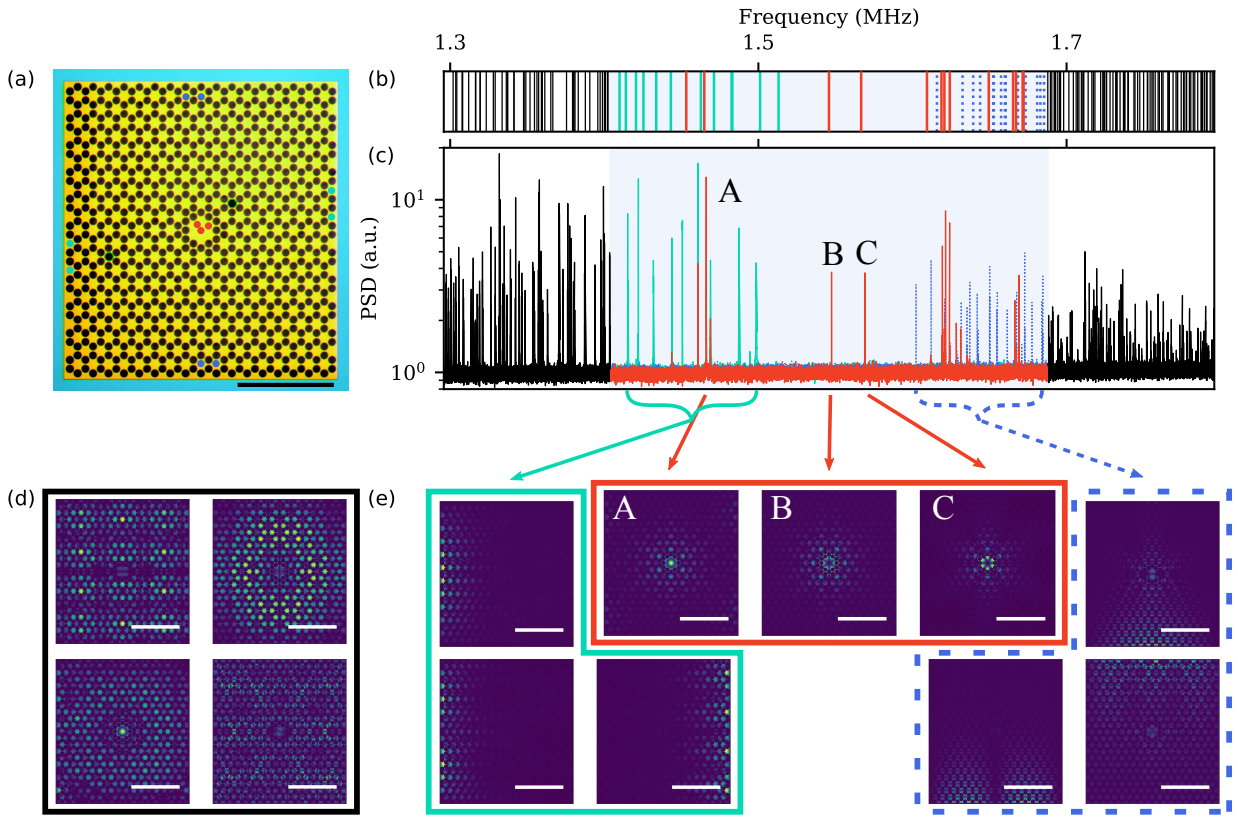 Frequency (MHz)
1.3 1.5 1.7
(a)
(b)
(c)
PSD (a.u.)
10¹
10⁰
A
B C
(d)
(e)
A B C